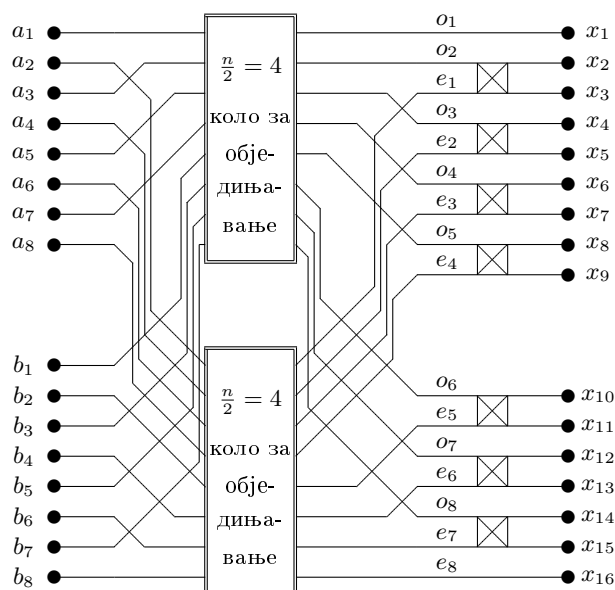 a₁ o₁ x₁
a₂ o₂ x₂
a₃ e₁ x₃
a₄ o₃ x₄
a₅ e₂ x₅
a₆ o₄ x₆
a₇ e₃ x₇
a₈ o₅ x₈
e₄ x₉
n/2 = 4
коло за
обје-
диња-
вање
b₁
b₂ o₆ x₁₀
b₃ e₅ x₁₁
b₄ o₇ x₁₂
b₅ e₆ x₁₃
b₆ o₈ x₁₄
b₇ e₇ x₁₅
b₈ e₈ x₁₆
n/2 = 4
коло за
обје-
диња-
вање